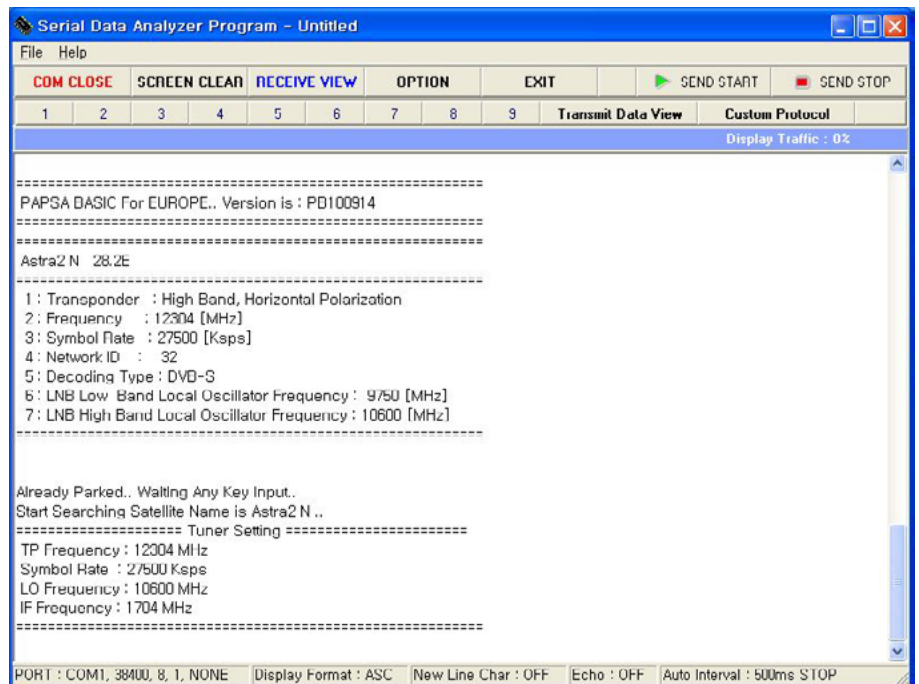 Serial Data Analyzer Program - Untitled
File Help
COM CLOSE SCREEN CLEAR RECEIVE VIEW OPTION EXIT SEND START SEND STOP
1 2 3 4 5 6 7 8 9 Transmit Data View Custom Protocol
Display Traffic : 0%
===========================================================
PAPSA BASIC For EUROPE.. Version is : PB100914
===========================================================
===========================================================
Astra2 N 28.2E
===========================================================
1 : Transponder : High Band, Horizontal Polarization
2 : Frequency : 12304 [MHz]
3 : Symbol Rate : 27500 [Ksps]
4 : Network ID : 32
5 : Decoding Type : DVB-S
6 : LNB Low Band Local Oscillator Frequency : 9750 [MHz]
7 : LNB High Band Local Oscillator Frequency : 10600 [MHz]
===========================================================
Already Parked.. Waiting Any Key Input..
Start Searching Satellite Name is Astra2 N ..
===================== Tuner Setting =======================
TP Frequency : 12304 MHz
Symbol Rate : 27500 Ksps
LO Frequency : 10600 MHz
IF Frequency : 1704 MHz
===========================================================
PORT : COM1, 38400, 8, 1, NONE Display Format : ASC New Line Char : OFF Echo : OFF Auto Interval : 500ms STOP